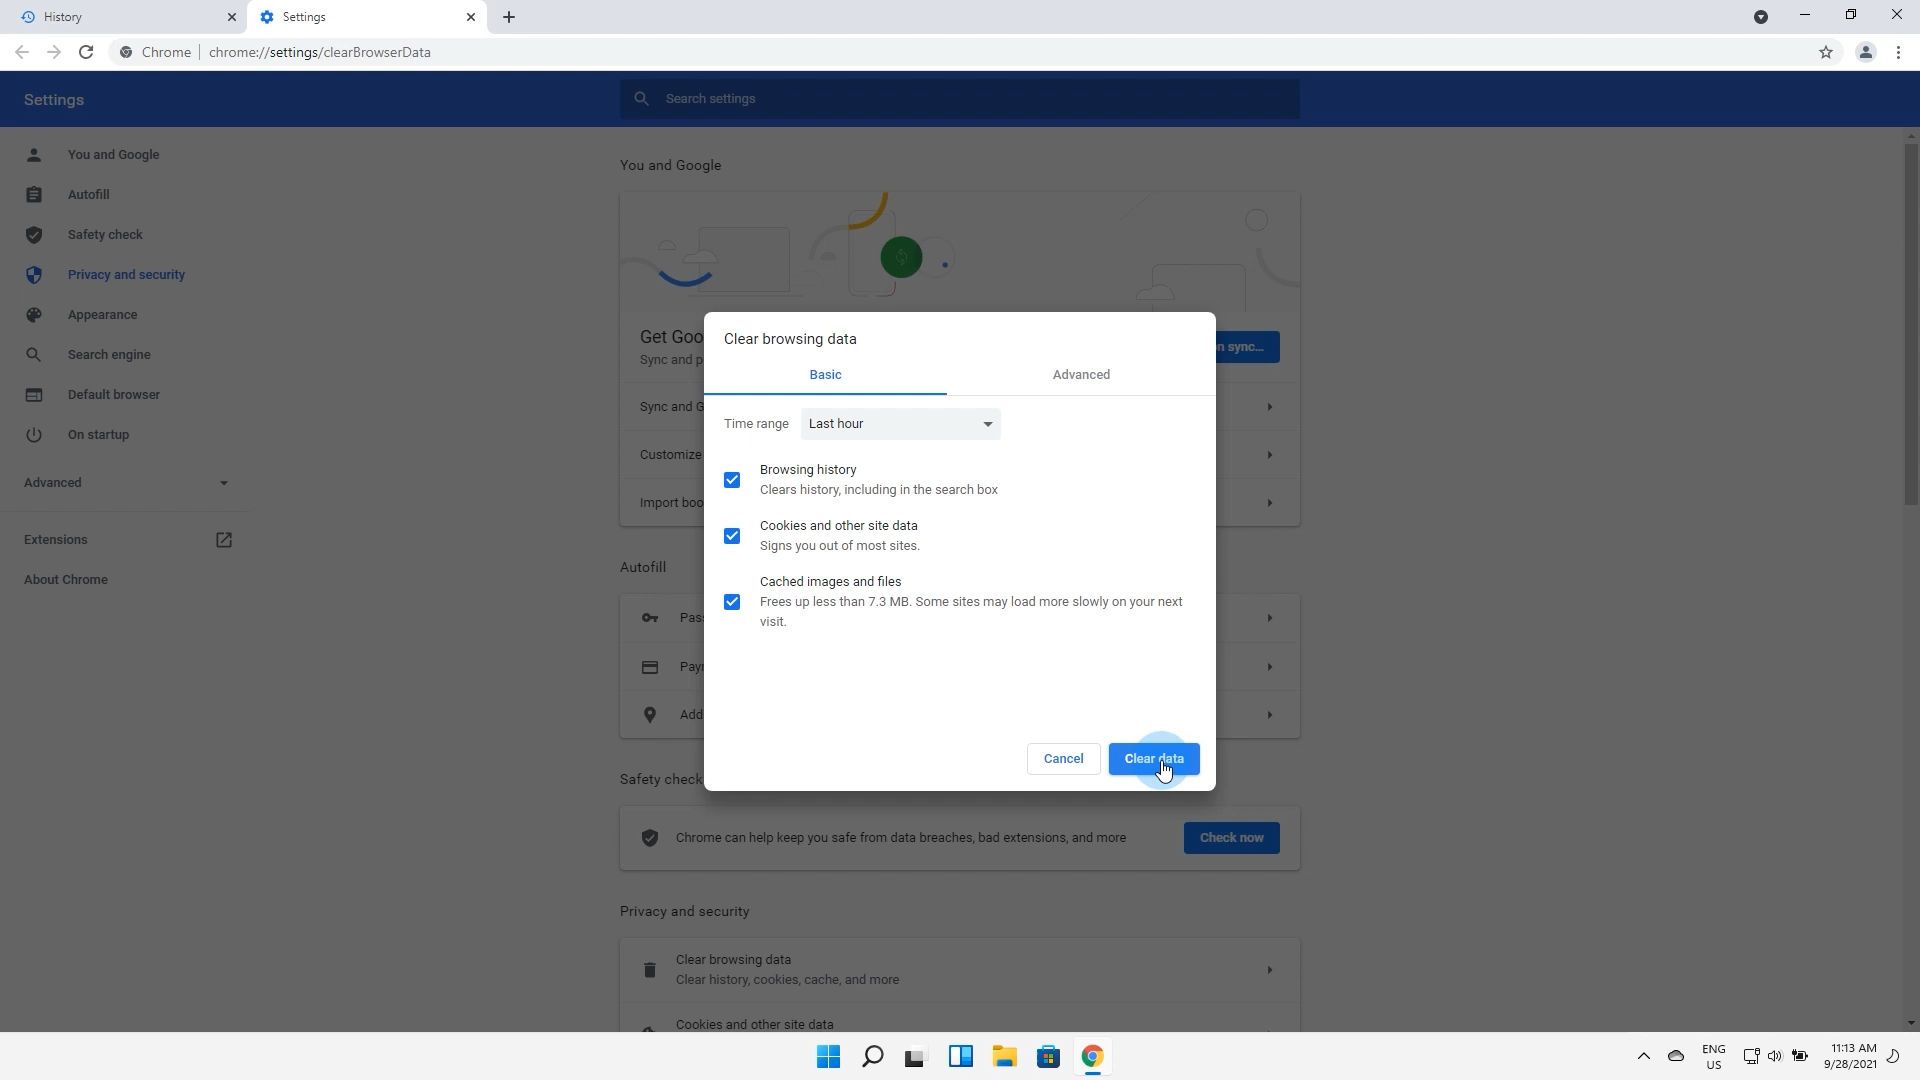 History
Settings
Chrome | chrome://settings/clearBrowserData
Settings
Search settings
You and Google
Autofill
Safety check
Privacy and security
Appearance
Search engine
Default browser
On startup
Advanced
Extensions
About Chrome
You and Google
Get Goo
Sync and p
n sync...
Sync and G
Customize
Import boo
Autofill
Pas
Pay
Add
Safety check
Chrome can help keep you safe from data breaches, bad extensions, and more
Check now
Privacy and security
Clear browsing data
Clear history, cookies, cache, and more
Cookies and other site data
Clear browsing data
Basic
Advanced
Time range
Last hour
Browsing history
Clears history, including in the search box
Cookies and other site data
Signs you out of most sites.
Cached images and files
Frees up less than 7.3 MB. Some sites may load more slowly on your next
visit.
Cancel
Clear data
ENG
US
11:13 AM
9/28/2021